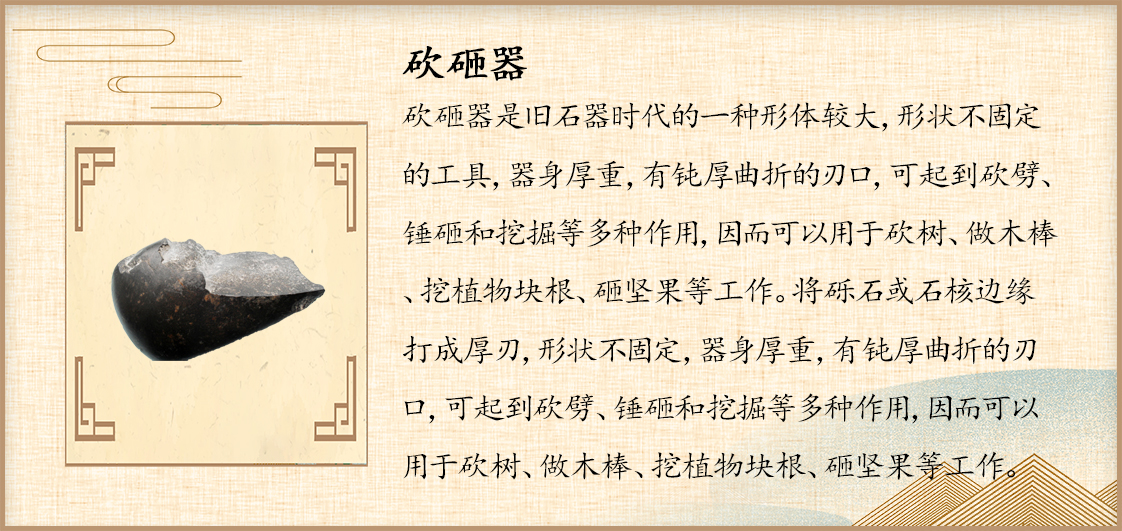 砍砸器
砍砸器是旧石器时代的一种形体较大,形状不固定
的工具,器身厚重,有钝厚曲折的刃口,可起到砍劈、
锤砸和挖掘等多种作用,因而可以用于砍树、做木棒
、挖植物块根、砸坚果等工作。将砾石或石核边缘
打成厚刃,形状不固定,器身厚重,有钝厚曲折的刃
口,可起到砍劈、锤砸和挖掘等多种作用,因而可以
用于砍树、做木棒、挖植物块根、砸坚果等工作。